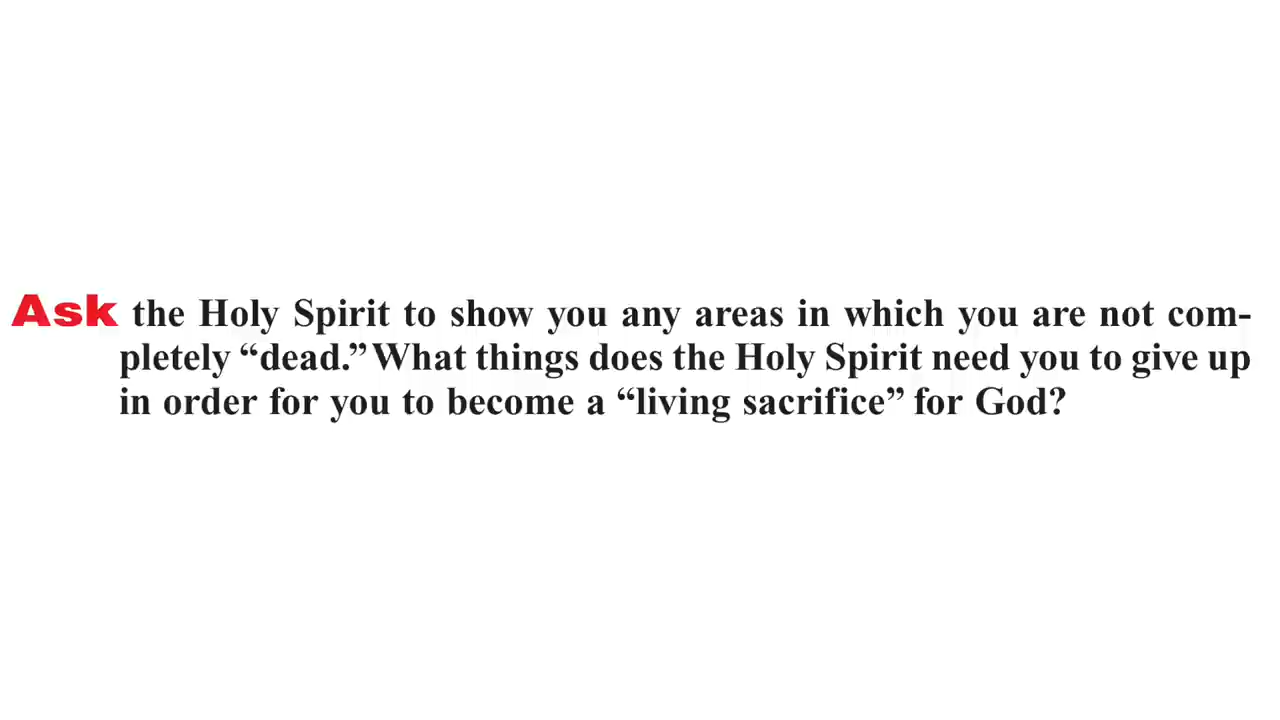 Ask the Holy Spirit to show you any areas in which you are not com-
pletely “dead.” What things does the Holy Spirit need you to give up
in order for you to become a “living sacrifice” for God?